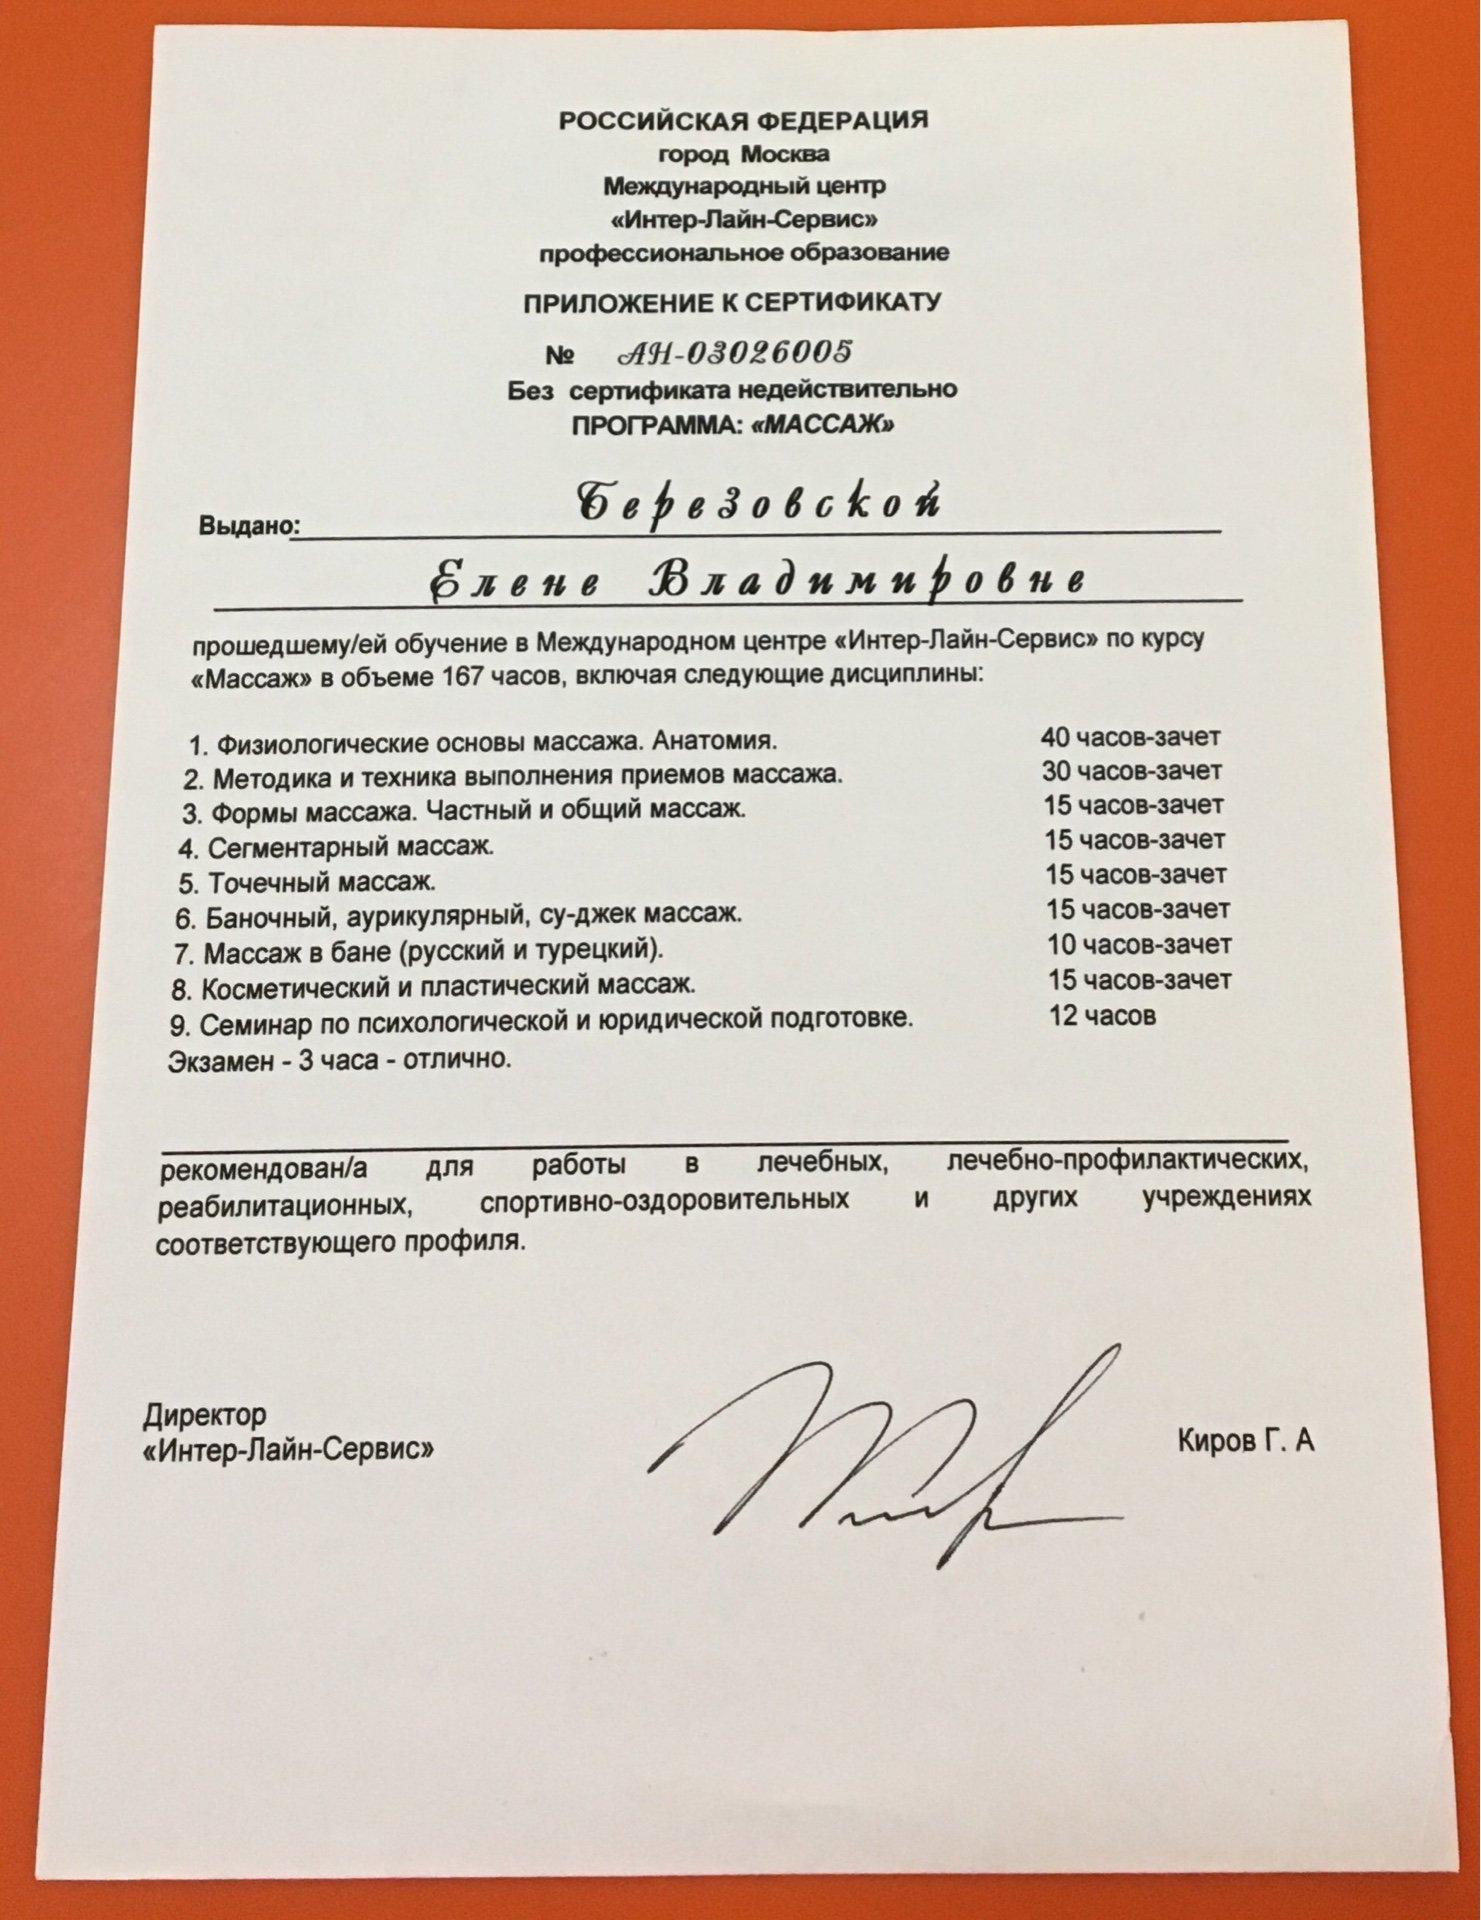 РОССИЙСКАЯ ФЕДЕРАЦИЯ
город Москва
Международный центр
«Интер-Лайн-Сервис»
профессиональное образование
ПРИЛОЖЕНИЕ К СЕРТИФИКАТУ
№ АН-03026005
Без сертификата недействительно
ПРОГРАММА: «МАССАЖ»
Выдано: Березовской
Елене Владимировне
прошедшему/ей обучение в Международном центре «Интер-Лайн-Сервис» по курсу
«Массаж» в объеме 167 часов, включая следующие дисциплины:
1. Физиологические основы массажа. Анатомия. 40 часов-зачет
2. Методика и техника выполнения приемов массажа. 30 часов-зачет
3. Формы массажа. Частный и общий массаж. 15 часов-зачет
4. Сегментарный массаж. 15 часов-зачет
5. Точечный массаж. 15 часов-зачет
6. Баночный, аурикулярный, су-джек массаж. 15 часов-зачет
7. Массаж в бане (русский и турецкий). 10 часов-зачет
8. Косметический и пластический массаж. 15 часов-зачет
9. Семинар по психологической и юридической подготовке. 12 часов
Экзамен - 3 часа - отлично.
рекомендован/а для работы в лечебных, лечебно-профилактических,
реабилитационных, спортивно-оздоровительных и других учреждениях
соответствующего профиля.
Директор
«Интер-Лайн-Сервис» Киров Г. А